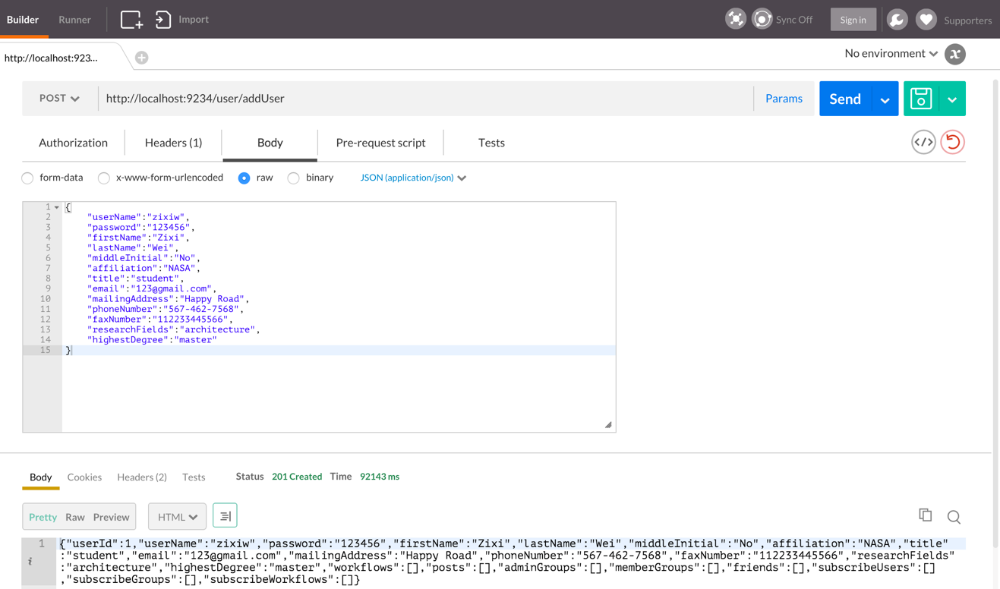 Builder Runner Import Sync Off Sign in Supporters
http://localhost:923... No environment
POST http://localhost:9234/user/addUser Params Send
Authorization Headers (1) Body Pre-request script Tests
form-data x-www-form-urlencoded raw binary JSON (application/json)
1 {
2 "userName":"zixiw",
3 "password":"123456",
4 "firstName":"Zixi",
5 "lastName":"Wei",
6 "middleInitial":"No",
7 "affiliation":"NASA",
8 "title":"student",
9 "email":"123@gmail.com",
10 "mailingAddress":"Happy Road",
11 "phoneNumber":"567-462-7568",
12 "faxNumber":"112233445566",
13 "researchFields":"architecture",
14 "highestDegree":"master"
15 }
Body Cookies Headers (2) Tests Status 201 Created Time 92143 ms
Pretty Raw Preview HTML
1 {"userId":1,"userName":"zixiw","password":"123456","firstName":"Zixi","lastName":"Wei","middleInitial":"No","affiliation":"NASA","title"
:"student","email":"123@gmail.com","mailingAddress":"Happy Road","phoneNumber":"567-462-7568","faxNumber":"112233445566","researchFields"
:"architecture","highestDegree":"master","workflows":[],"posts":[],"adminGroups":[],"memberGroups":[],"friends":[],"subscribeUsers":[]
,"subscribeGroups":[],"subscribeWorkflows":[]}